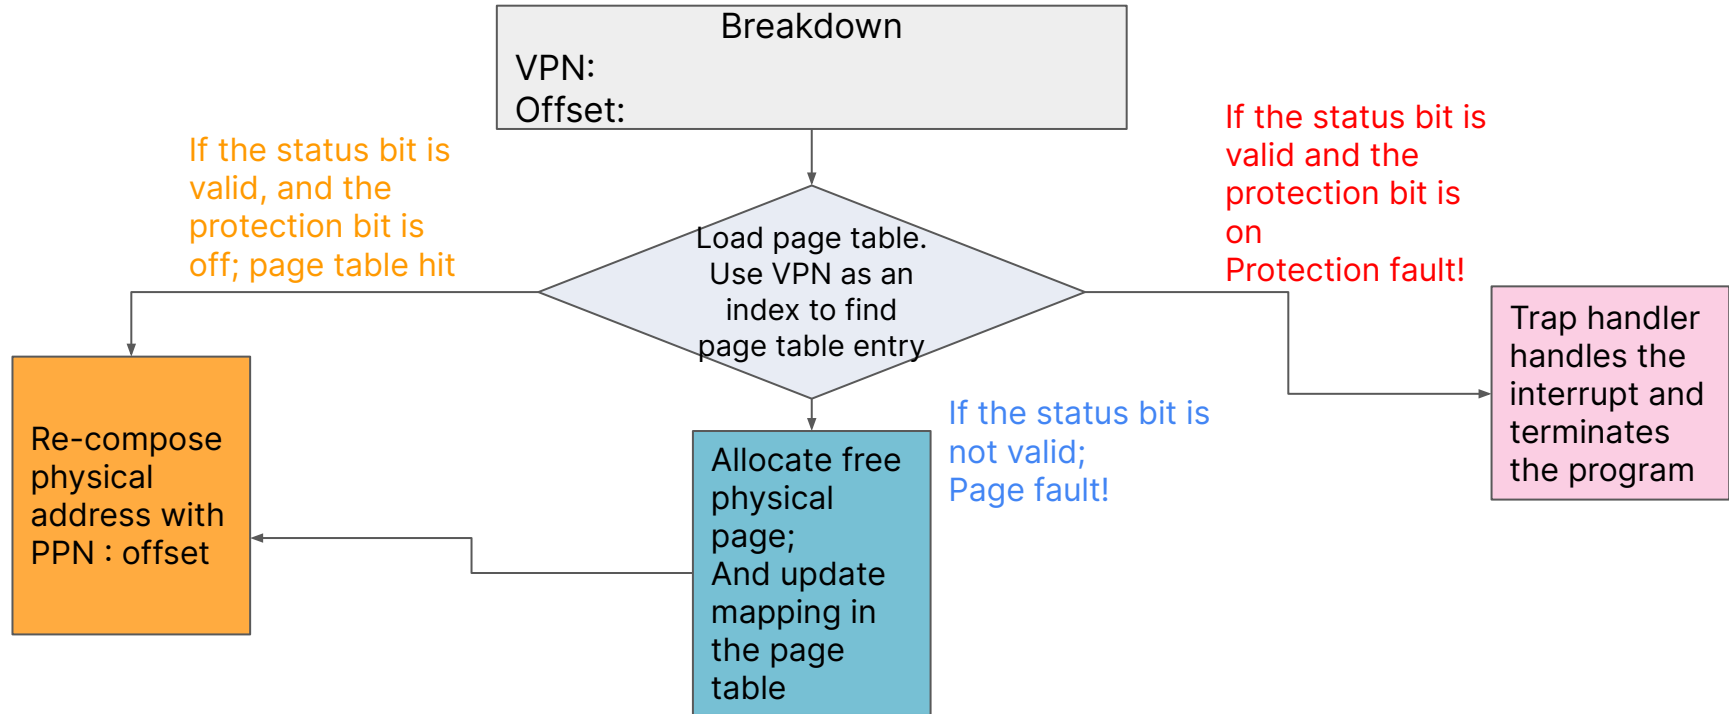 Breakdown
VPN:
Offset:
If the status bit is
valid, and the
protection bit is
off; page table hit
If the status bit is
valid and the
protection bit is
on
Protection fault!
Load page table.
Use VPN as an
index to find
page table entry
Trap handler
handles the
interrupt and
terminates
the program
Re-compose
physical
address with
PPN : offset
If the status bit is
not valid;
Page fault!
Allocate free
physical
page;
And update
mapping in
the page
table